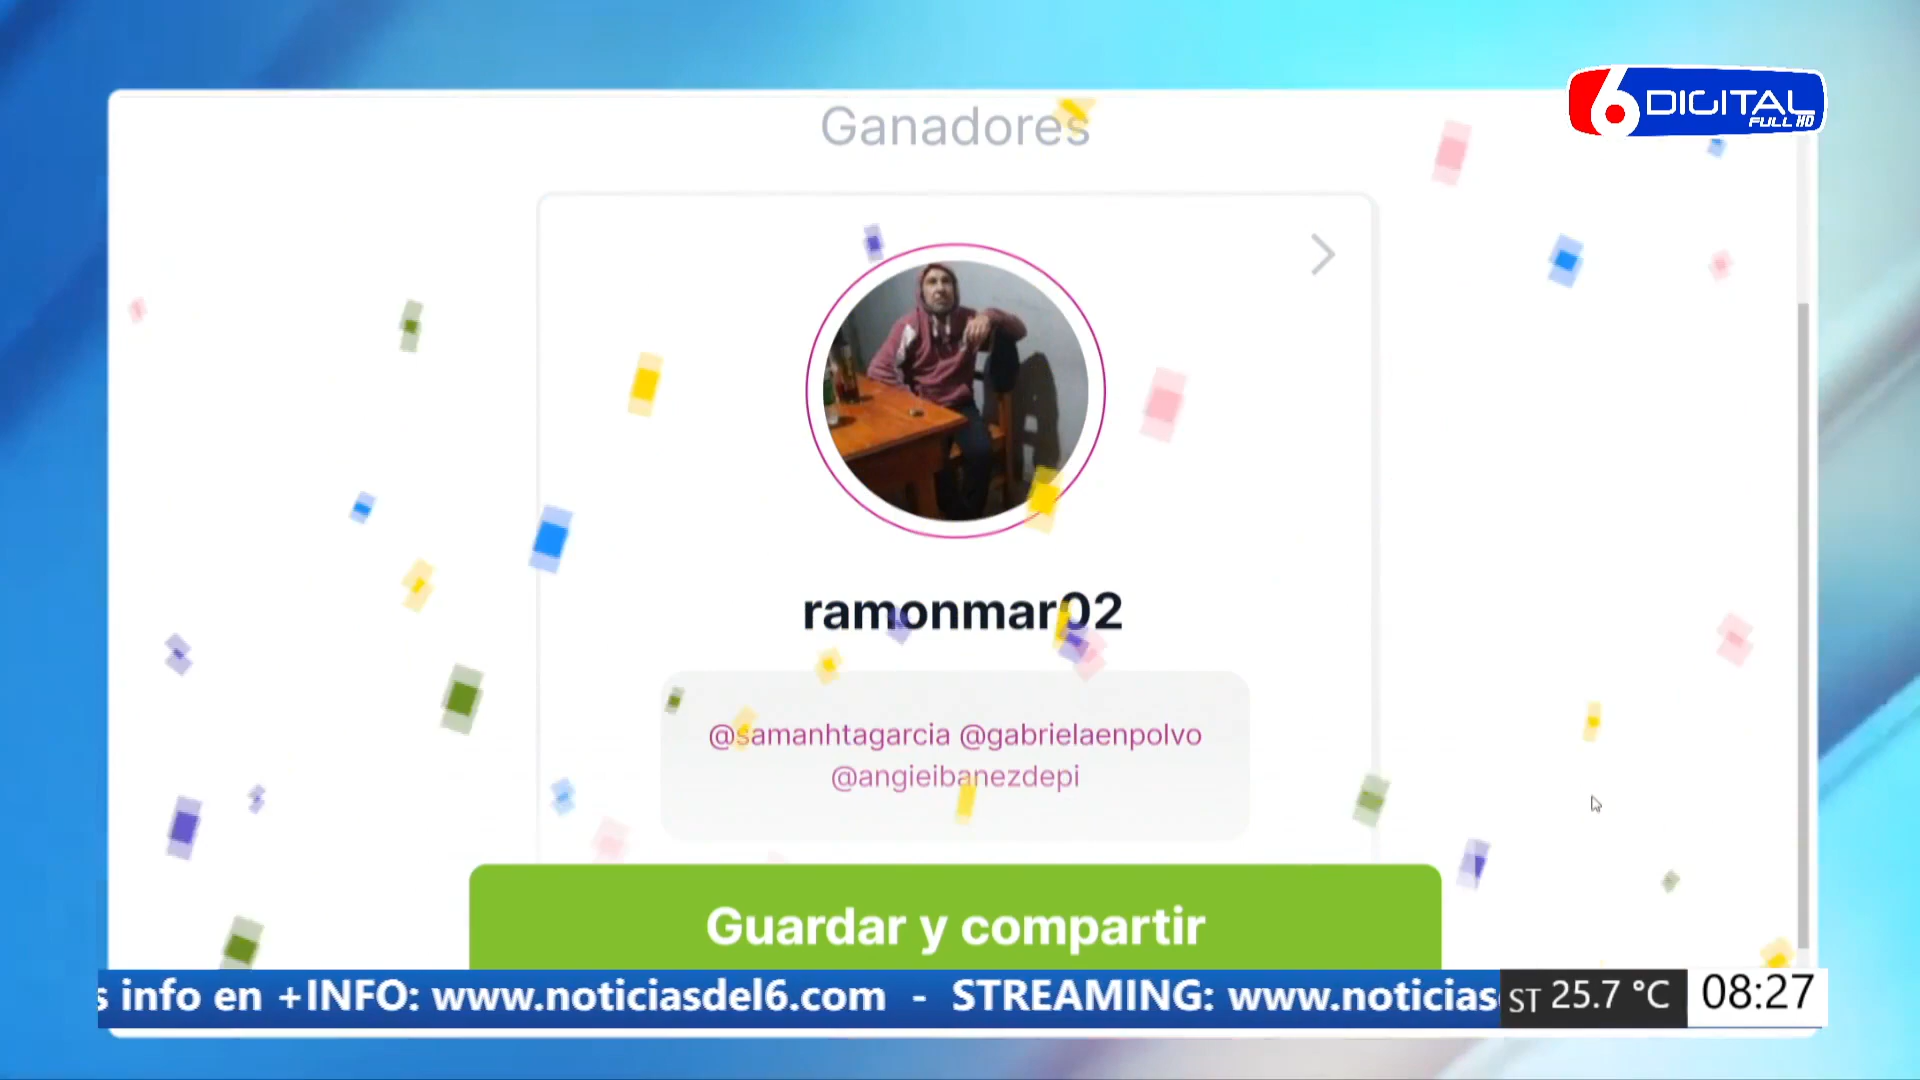 6 DIGITAL
FULL HD
Ganadores
ramonmar02
@samanhtagarcia @gabrielaenpolvo
@angieibanezdepi
Guardar y compartir
s info en +INFO: www.noticiasdel6.com - STREAMING: www.noticias
ST 25.7 °C
08:27